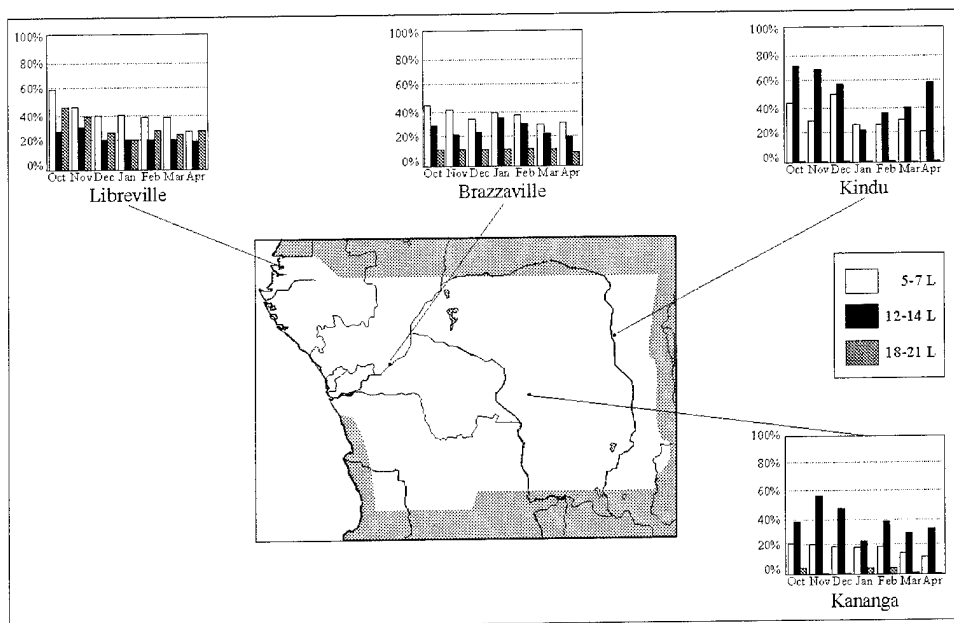 100%
80%
60%
40%
20%
0%
Oct Nov Dec Jan Feb Mar Apr
Libreville
100%
80%
60%
40%
20%
0%
Oct Nov Dec Jan Feb Mar Apr
Brazzaville
100%
80%
60%
40%
20%
0%
Oct Nov Dec Jan Feb Mar Apr
Kindu
5-7 L
12-14 L
18-21 L
100%
80%
60%
40%
20%
0%
Oct Nov Dec Jan Feb Mar Apr
Kananga